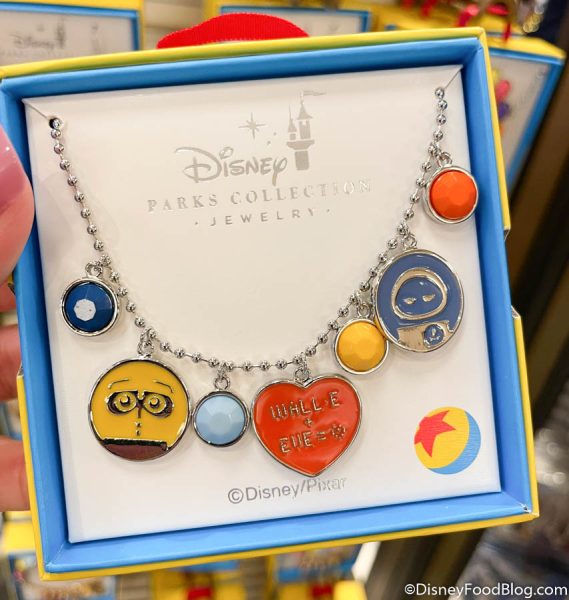 Disney
PARKS COLLECTION
· JEWELRY ·
WALL·E
+
EVE=
©Disney/Pixar
©DisneyFoodBlog.com